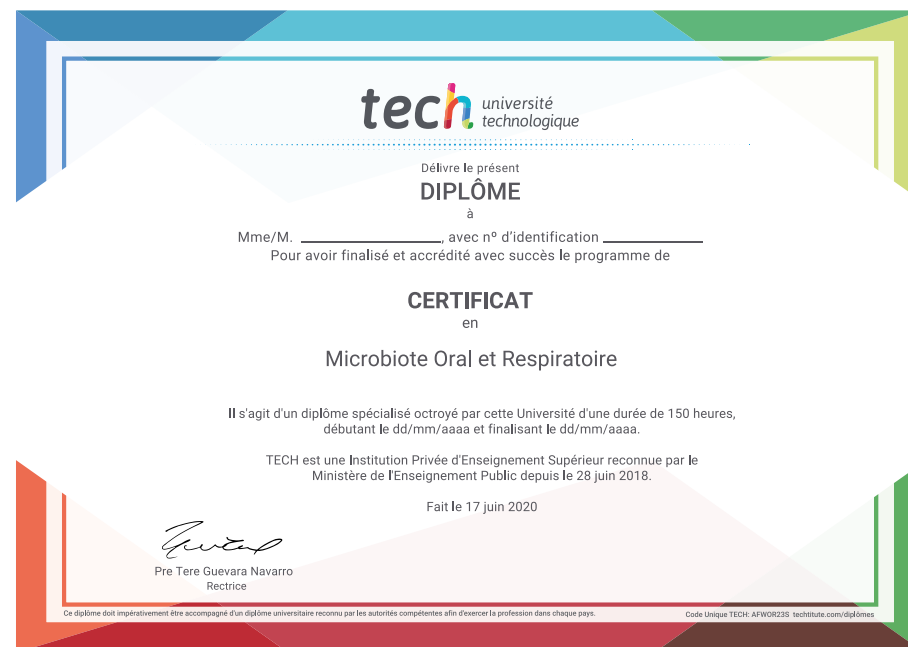 tech université
technologique
Délivre le présent
DIPLÔME
à
Mme/M. ____________________, avec nº d'identification ______________
Pour avoir finalisé et accrédité avec succès le programme de
CERTIFICAT
en
Microbiote Oral et Respiratoire
Il s'agit d'un diplôme spécialisé octroyé par cette Université d'une durée de 150 heures,
débutant le dd/mm/aaaa et finalisant le dd/mm/aaaa.
TECH est une Institution Privée d'Enseignement Supérieur reconnue par le
Ministère de l'Enseignement Public depuis le 28 juin 2018.
Fait le 17 juin 2020
Pre Tere Guevara Navarro
Rectrice
Ce diplôme doit impérativement être accompagné d'un diplôme universitaire reconnu par les autorités compétentes afin d'exercer la profession dans chaque pays.
Code Unique TECH: AFWOR23S techtitute.com/diplômes